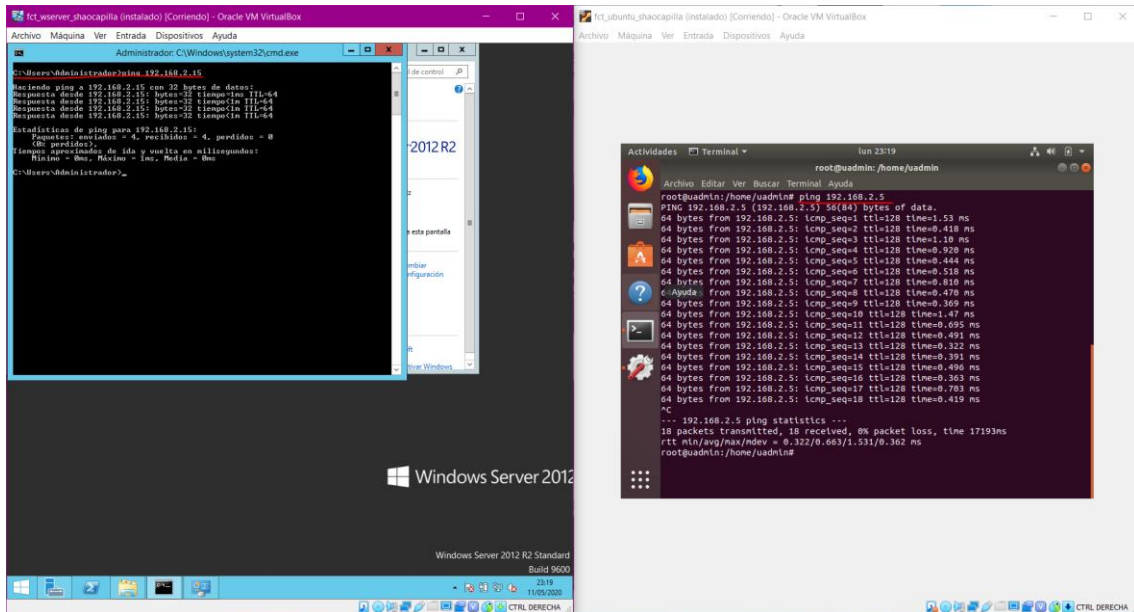 fct_wserver_shaocapilla (instalado) [Corriendo] - Oracle VM VirtualBox
Archivo Máquina Ver Entrada Dispositivos Ayuda
Administrador: C:\Windows\system32\cmd.exe
C:\Users\Administrador>ping 192.168.2.15
Haciendo ping a 192.168.2.15 con 32 bytes de datos:
Respuesta desde 192.168.2.15: bytes=32 tiempo=1ms TTL=64
Respuesta desde 192.168.2.15: bytes=32 tiempo<1m TTL=64
Respuesta desde 192.168.2.15: bytes=32 tiempo<1m TTL=64
Respuesta desde 192.168.2.15: bytes=32 tiempo<1m TTL=64
Estadísticas de ping para 192.168.2.15:
Paquetes: enviados = 4, recibidos = 4, perdidos = 0
(0% perdidos),
Tiempos aproximados de ida y vuelta en milisegundos:
Mínimo = 0ms, Máximo = 1ms, Media = 0ms
C:\Users\Administrador>_
l de control
2012 R2
a esta pantalla
mbiar
nfiguración
ft
tivar Windows
Windows Server 2012
Windows Server 2012 R2 Standard
Build 9600
23:19
11/05/2020
CTRL DERECHA
fct_ubuntu_shaocapilla (instalado) [Corriendo] - Oracle VM VirtualBox
Archivo Máquina Ver Entrada Dispositivos Ayuda
Actividades Terminal lun 23:19
root@uadmin: /home/uadmin
Archivo Editar Ver Buscar Terminal Ayuda
root@uadmin:/home/uadmin# ping 192.168.2.5
PING 192.168.2.5 (192.168.2.5) 56(84) bytes of data.
64 bytes from 192.168.2.5: icmp_seq=1 ttl=128 time=1.53 ms
64 bytes from 192.168.2.5: icmp_seq=2 ttl=128 time=0.418 ms
64 bytes from 192.168.2.5: icmp_seq=3 ttl=128 time=1.10 ms
64 bytes from 192.168.2.5: icmp_seq=4 ttl=128 time=0.920 ms
64 bytes from 192.168.2.5: icmp_seq=5 ttl=128 time=0.444 ms
64 bytes from 192.168.2.5: icmp_seq=6 ttl=128 time=0.518 ms
64 bytes from 192.168.2.5: icmp_seq=7 ttl=128 time=0.810 ms
Ayuda from 192.168.2.5: icmp_seq=8 ttl=128 time=0.470 ms
64 bytes from 192.168.2.5: icmp_seq=9 ttl=128 time=0.369 ms
64 bytes from 192.168.2.5: icmp_seq=10 ttl=128 time=1.47 ms
64 bytes from 192.168.2.5: icmp_seq=11 ttl=128 time=0.695 ms
64 bytes from 192.168.2.5: icmp_seq=12 ttl=128 time=0.491 ms
64 bytes from 192.168.2.5: icmp_seq=13 ttl=128 time=0.322 ms
64 bytes from 192.168.2.5: icmp_seq=14 ttl=128 time=0.391 ms
64 bytes from 192.168.2.5: icmp_seq=15 ttl=128 time=0.496 ms
64 bytes from 192.168.2.5: icmp_seq=16 ttl=128 time=0.363 ms
64 bytes from 192.168.2.5: icmp_seq=17 ttl=128 time=0.703 ms
64 bytes from 192.168.2.5: icmp_seq=18 ttl=128 time=0.419 ms
^C
--- 192.168.2.5 ping statistics ---
18 packets transmitted, 18 received, 0% packet loss, time 17193ms
rtt min/avg/max/mdev = 0.322/0.663/1.531/0.362 ms
root@uadmin:/home/uadmin#
CTRL DERECHA